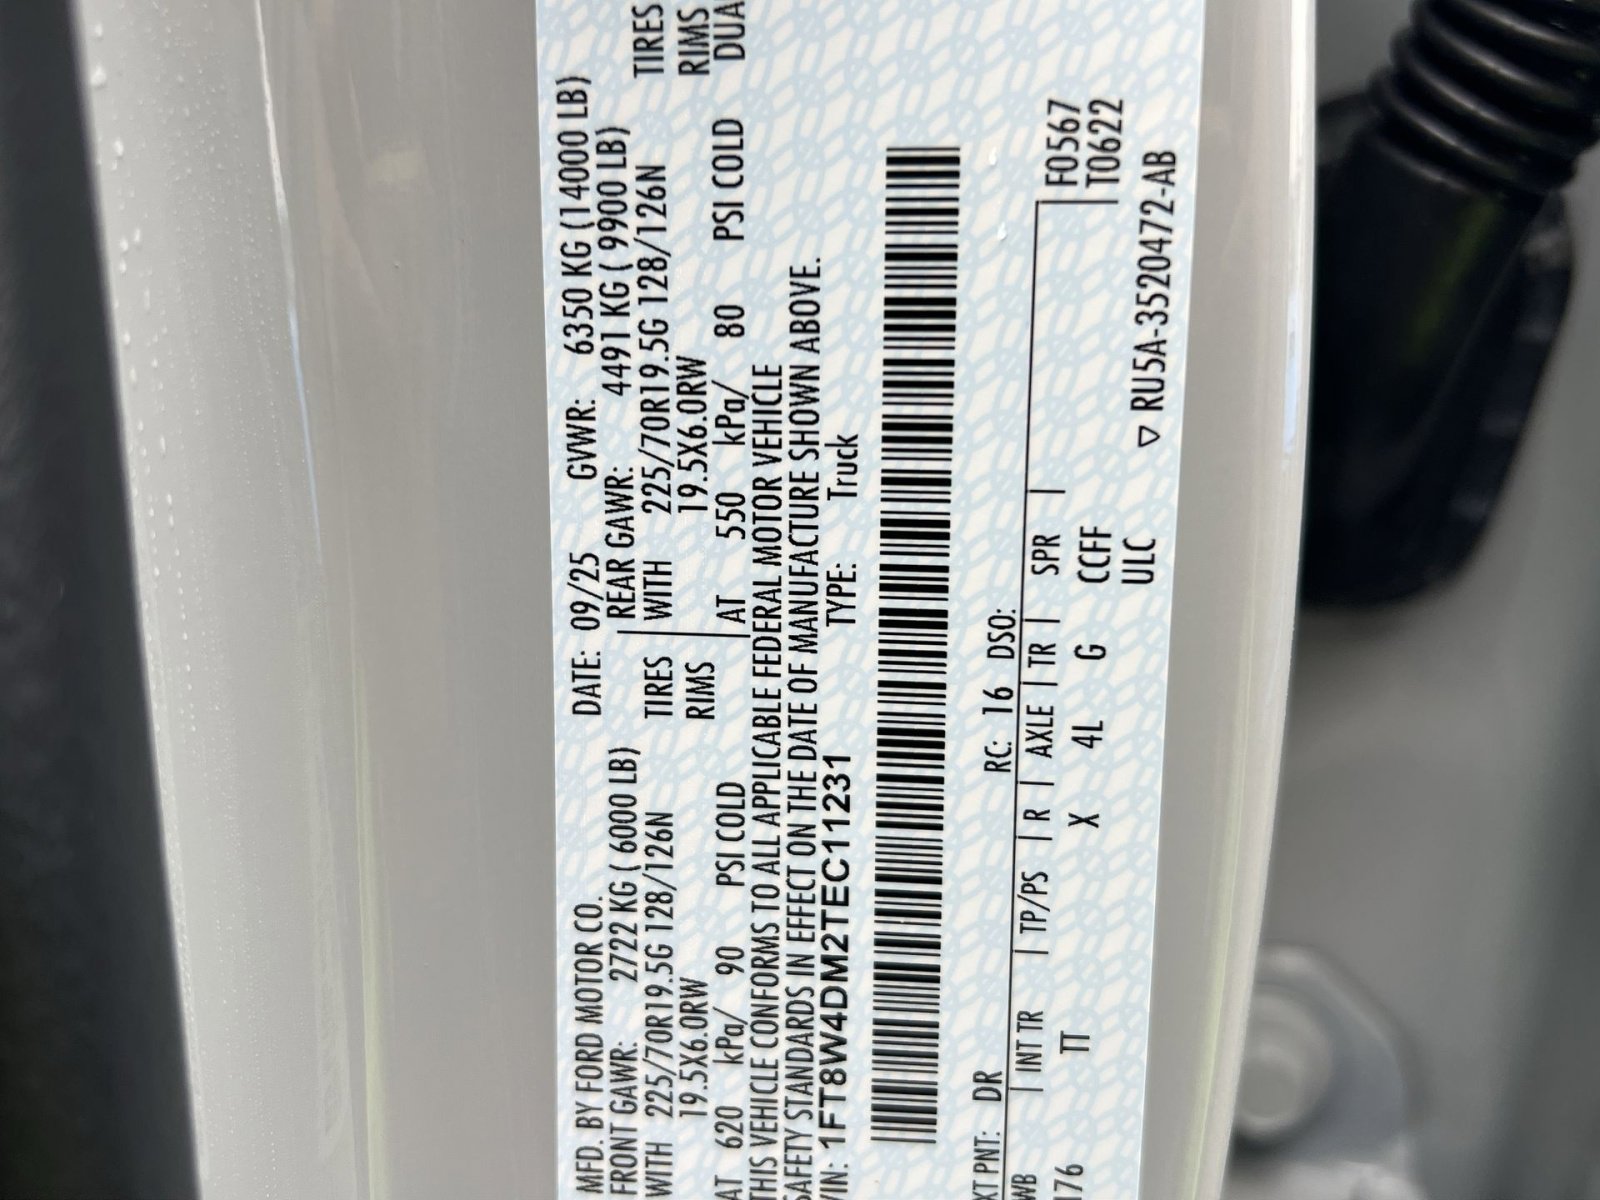 MFD. BY FORD MOTOR CO. DATE: 09/25 GVWR: 6350 KG (14000 LB)
FRONT GAWR: 2722 KG ( 6000 LB) REAR GAWR: 4491 KG ( 9900 LB)
WITH 225/70R19.5G 128/126N TIRES WITH 225/70R19.5G 128/126N TIRES
19.5X6.0RW RIMS 19.5X6.0RW RIMS
AT 620 kPa/ 90 PSI COLD AT 550 kPa/ 80 PSI COLD DUA
THIS VEHICLE CONFORMS TO ALL APPLICABLE FEDERAL MOTOR VEHICLE
SAFETY STANDARDS IN EFFECT ON THE DATE OF MANUFACTURE SHOWN ABOVE.
VIN: 1FT8W4DM2TEC11231 TYPE: Truck
XT PNT: DR RC: 16 DSO:
WB | INT TR | TP/PS | R | AXLE | TR | SPR | F0567
176 TT X 4L G CCFF T0622
ULC
▽ RU5A-3520472-AB